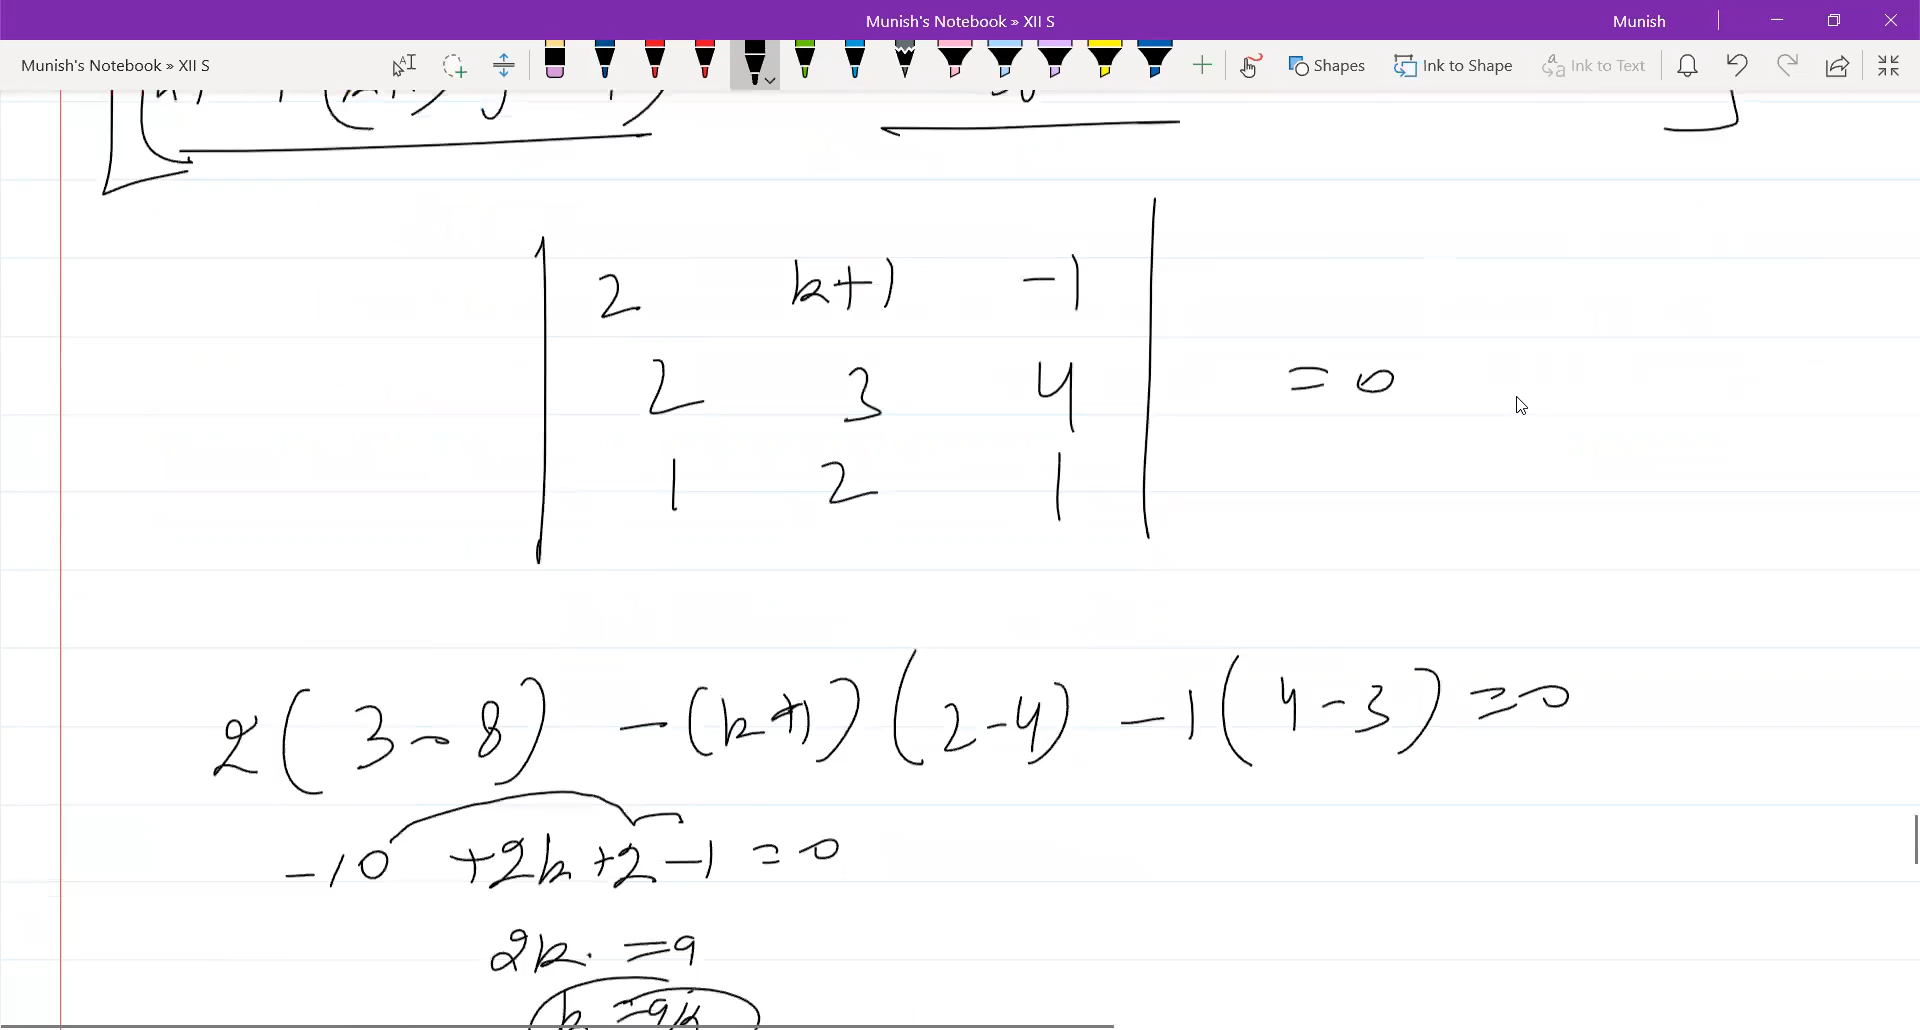 Munish's Notebook » XII S
Munish
Munish's Notebook » XII S
Shapes
Ink to Shape
Ink to Text
2 k+1 -1
2 3 4 = 0
1 2 1
2(3-8) -(k+1)(2-4) -1(4-3) =0
-10 +2k+2-1 =0
2k. =9